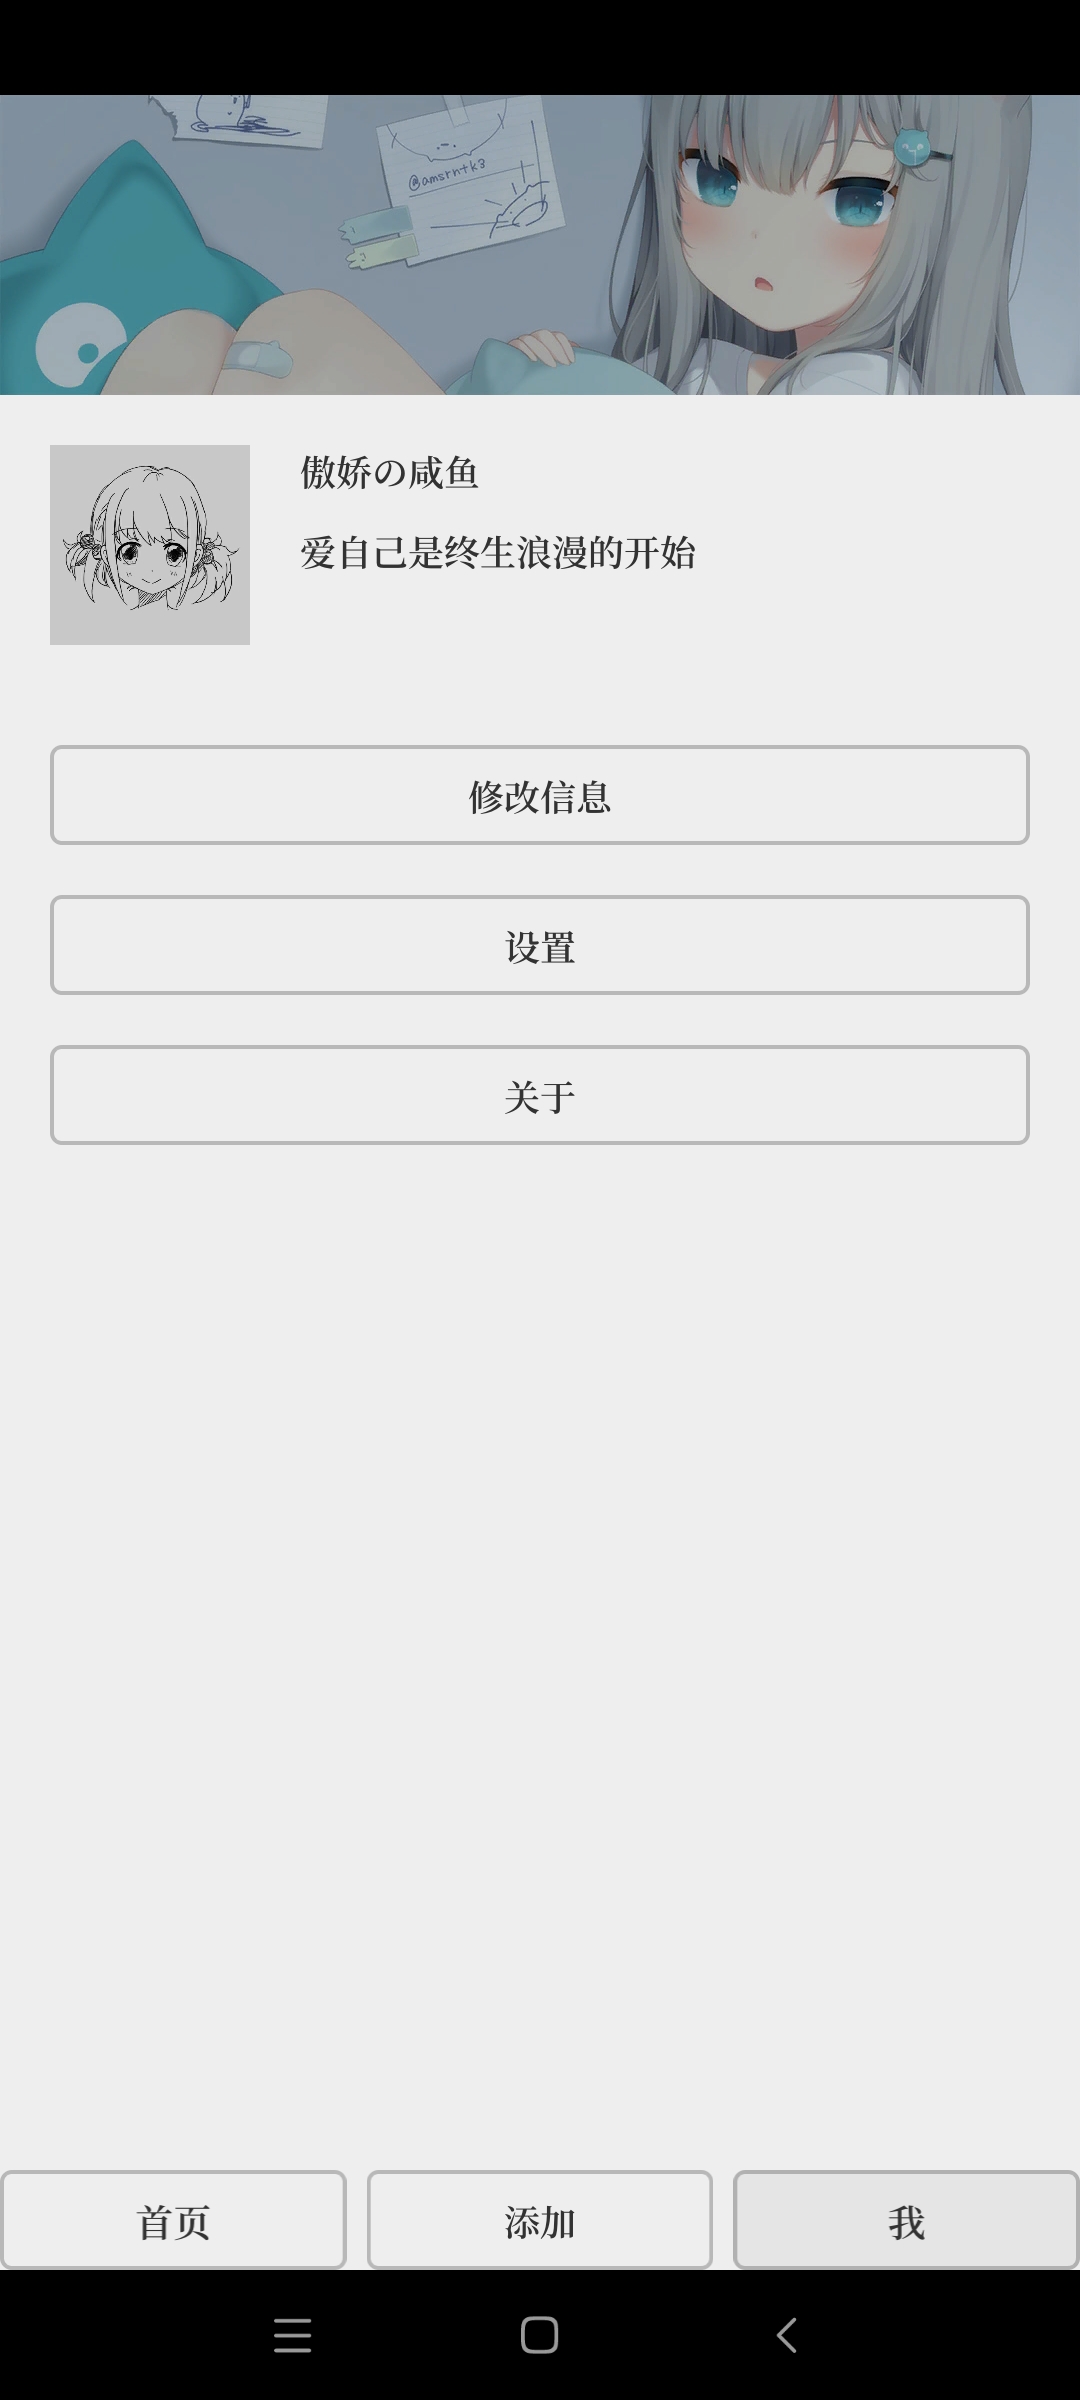 @amsrntk3
傲娇の咸鱼
爱自己是终生浪漫的开始
修改信息
设置
关于
首页
添加
我